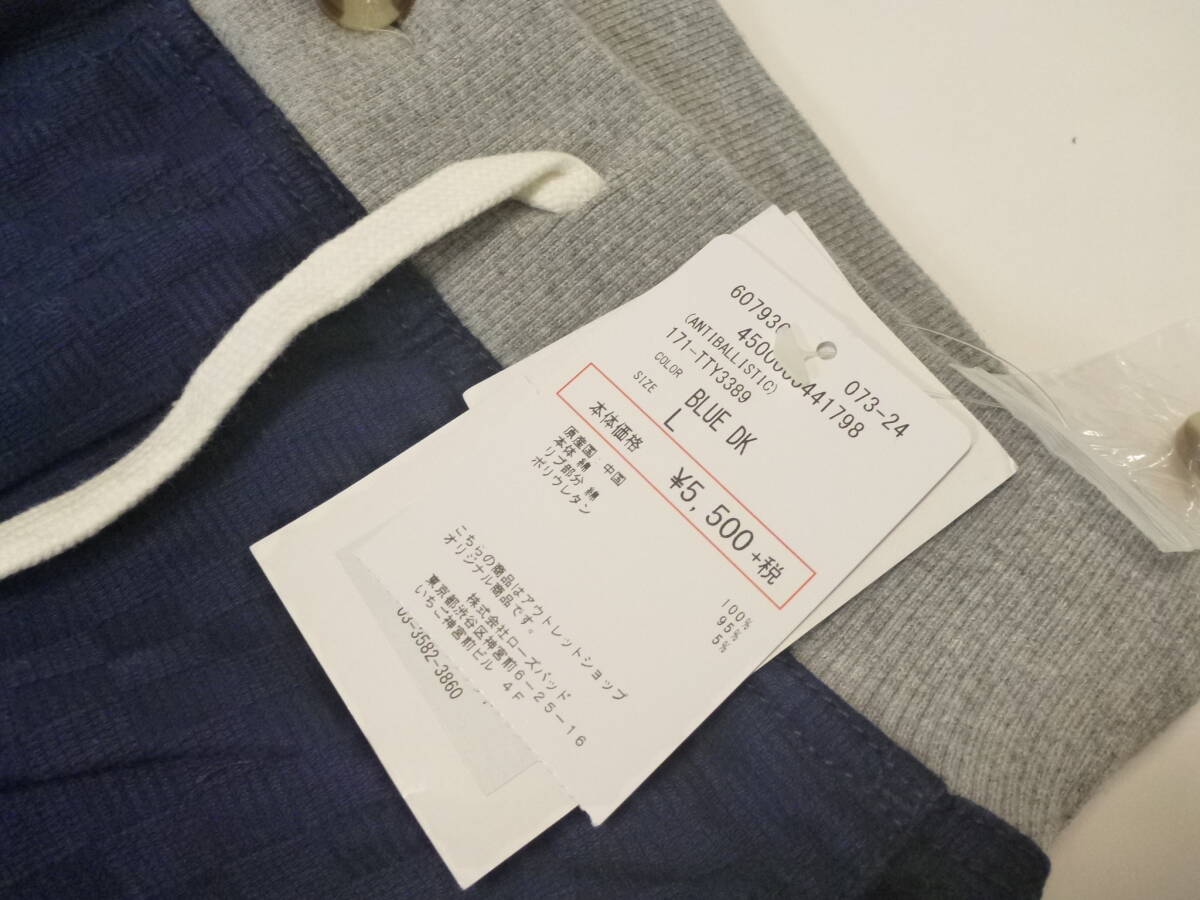 073-24
4500000441798
(ANTIBALLISTIC)
171-TTY3389
COLOR BLUE DK
SIZE L
本体価格 ¥5,500+税
原産国 中国
本体 綿 100%
リブ部分 綿 95%
ポリウレタン 5%
こちらの商品はアウトレットショップ
オリジナル商品です。
株式会社ローズバッド
東京都渋谷区神宮前6-25-16
いちご神宮前ビル 4F
03-3582-3860